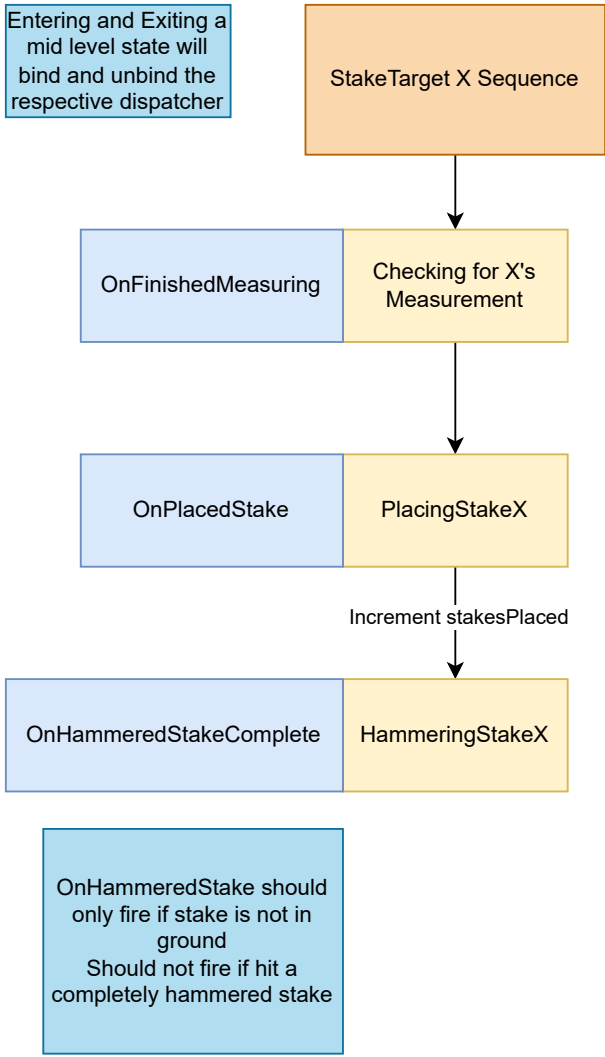 Entering and Exiting a
mid level state will
bind and unbind the
respective dispatcher
StakeTarget X Sequence
OnFinishedMeasuring
Checking for X's
Measurement
OnPlacedStake
PlacingStakeX
Increment stakesPlaced
OnHammeredStakeComplete
HammeringStakeX
OnHammeredStake should
only fire if stake is not in
ground
Should not fire if hit a
completely hammered stake